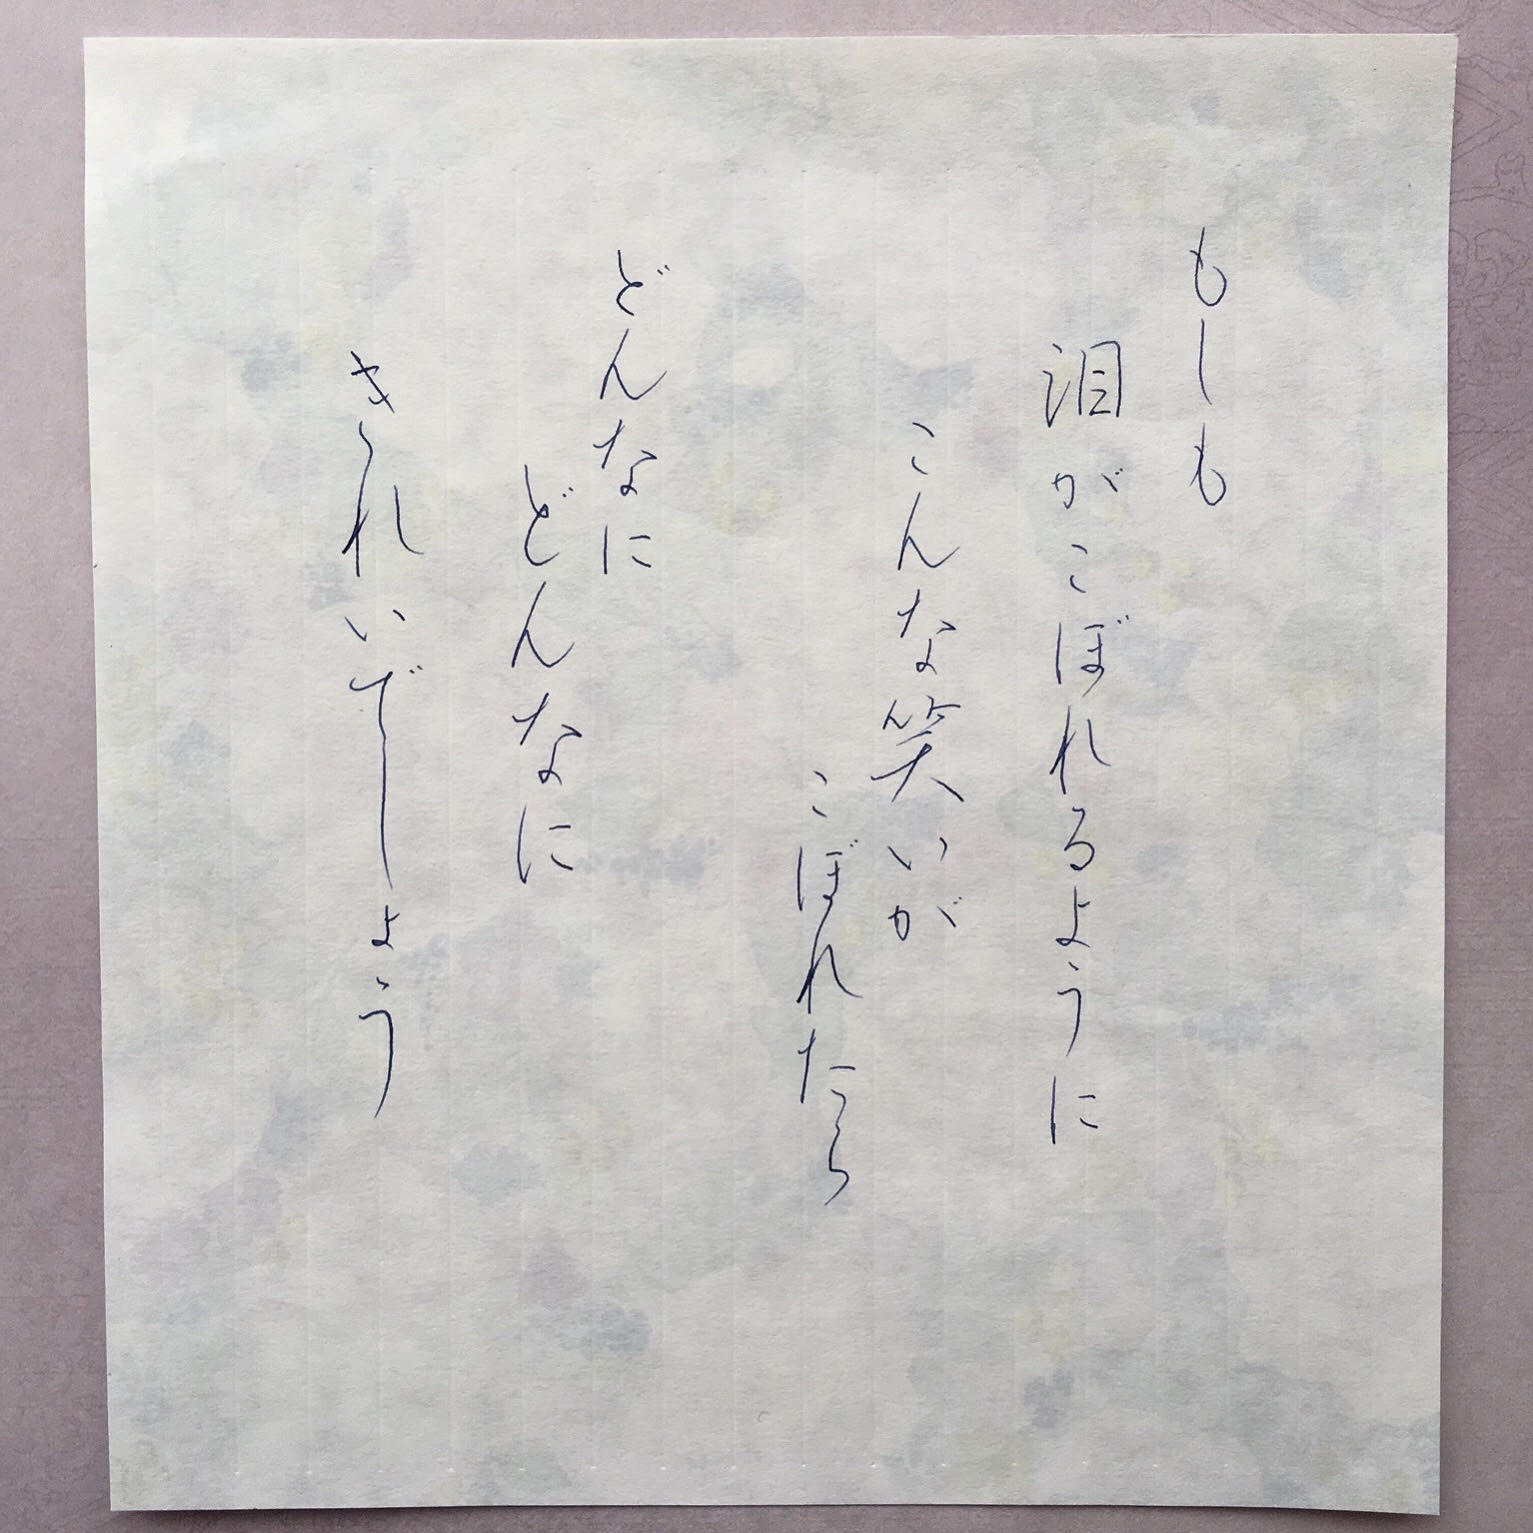 もしも
泪がこぼれるように
こんな笑いが
こぼれたら
どんなに
どんなに
きれいでしょう